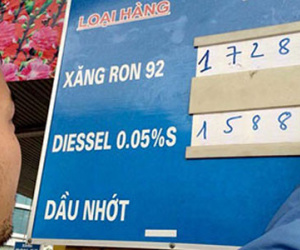 LOẠI HÀNG
XĂNG RON 92 1728
DIESEL 0.05%S 1588
DẦU NHỚT